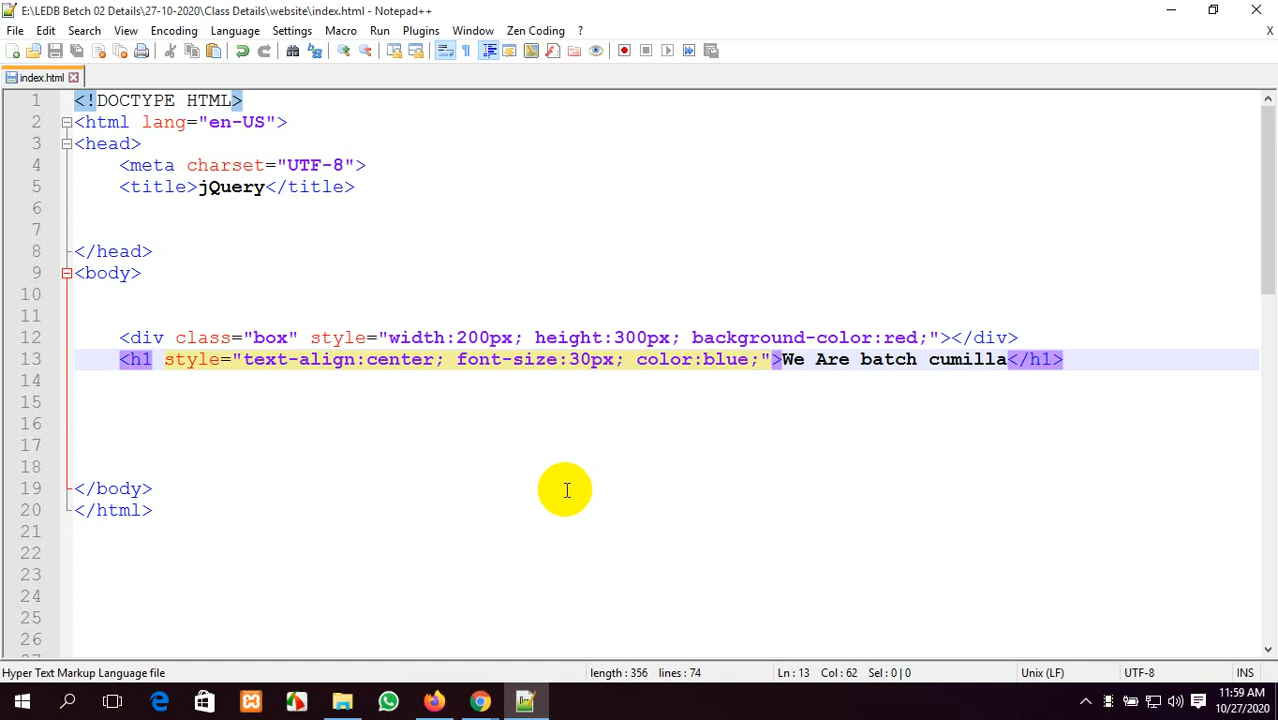 E:\LEDB Betch 02 Details\27-10-2020\Class Details\website\index.html - Notepad++
File Edit Search View Encoding Language Settings Macro Run Plugins Window Zen Coding ? X
index.html
1 <!DOCTYPE HTML>
2 <html lang="en-US">
3 <head>
4 <meta charset="UTF-8">
5 <title>jQuery</title>
6
7
8 </head>
9 <body>
10
11
12 <div class="box" style="width:200px; height:300px; background-color:red;"></div>
13 <h1 style="text-align:center; font-size:30px; color:blue;">We Are batch cumilla</h1>
14
15
16
17
18
19 </body>
20 </html>
21
22
23
24
25
26
Hyper Text Markup Language file length : 356 lines : 74 Ln : 13 Col : 62 Sel : 0 | 0 Unix (LF) UTF-8 INS
11:59 AM
10/27/2020